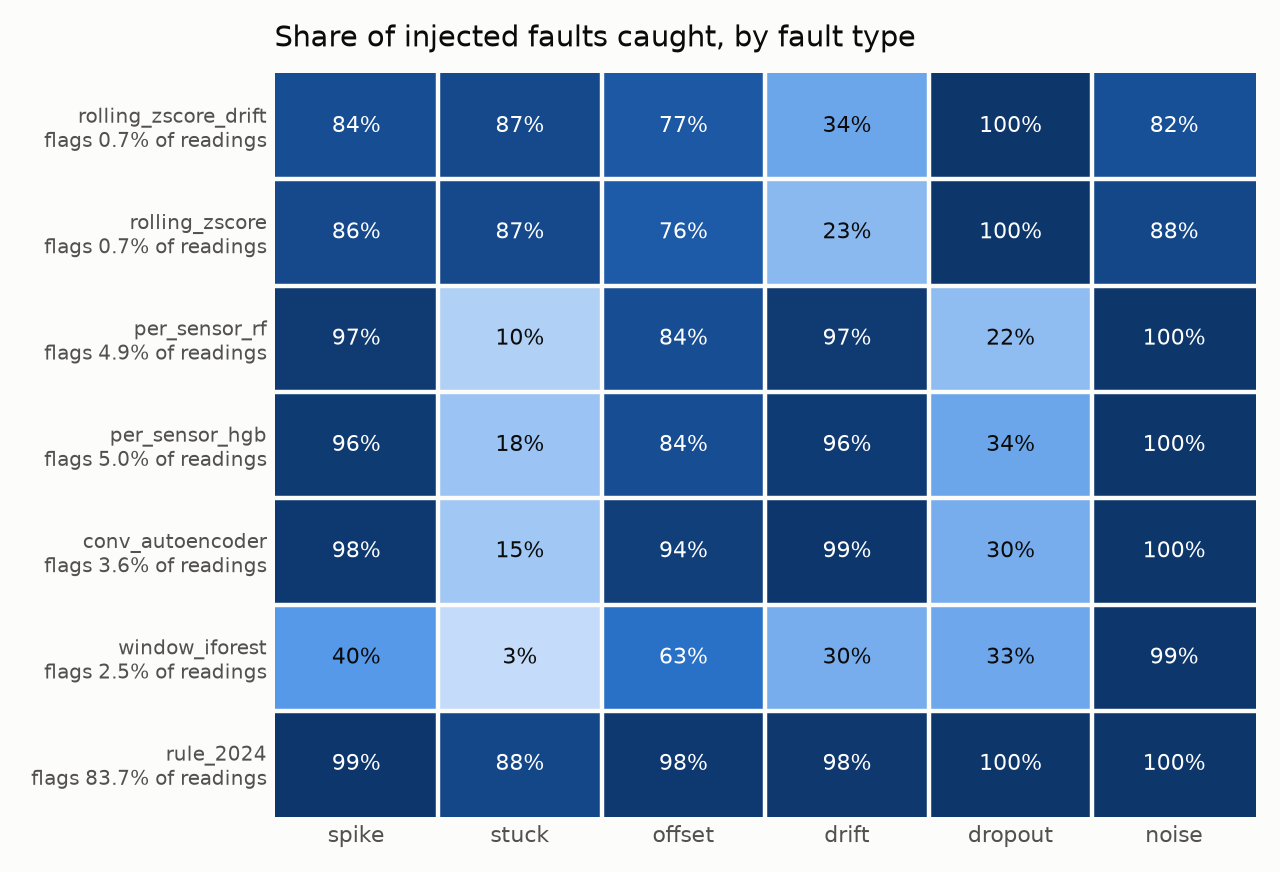 Share of injected faults caught, by fault type
rolling_zscore_drift
flags 0.7% of readings
84% 87% 77% 34% 100% 82%
rolling_zscore
flags 0.7% of readings
86% 87% 76% 23% 100% 88%
per_sensor_rf
flags 4.9% of readings
97% 10% 84% 97% 22% 100%
per_sensor_hgb
flags 5.0% of readings
96% 18% 84% 96% 34% 100%
conv_autoencoder
flags 3.6% of readings
98% 15% 94% 99% 30% 100%
window_iforest
flags 2.5% of readings
40% 3% 63% 30% 33% 99%
rule_2024
flags 83.7% of readings
99% 88% 98% 98% 100% 100%
spike stuck offset drift dropout noise